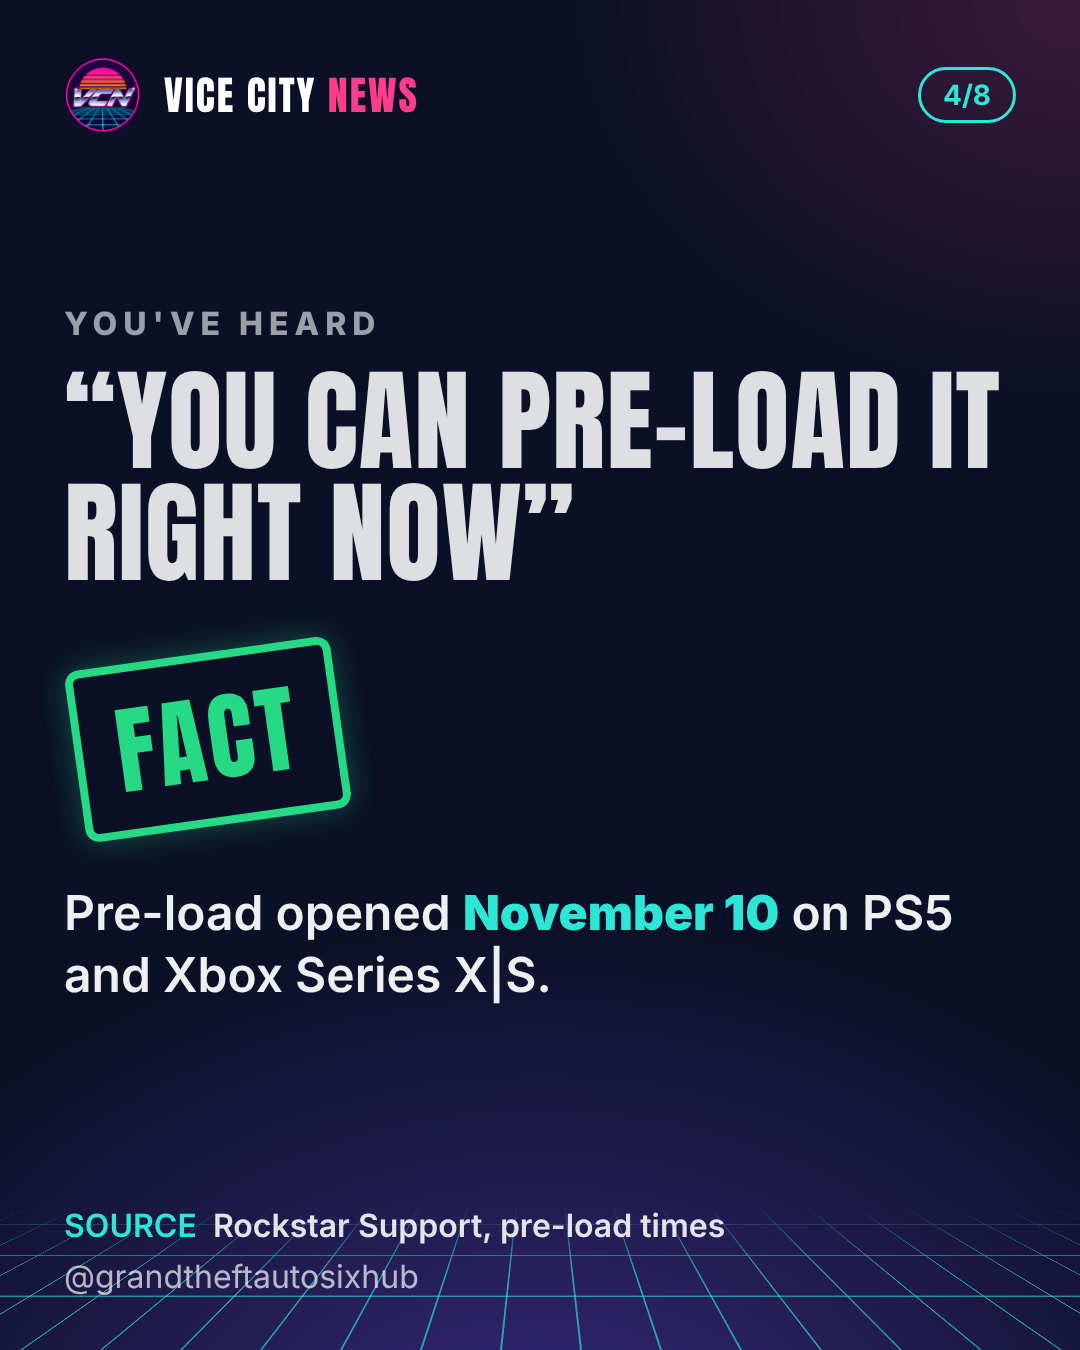 VCN
VICE CITY NEWS
4/8
YOU'VE HEARD
“YOU CAN PRE-LOAD IT
RIGHT NOW”
FACT
Pre-load opened November 10 on PS5
and Xbox Series X|S.
SOURCE Rockstar Support, pre-load times
@grandtheftautosixhub